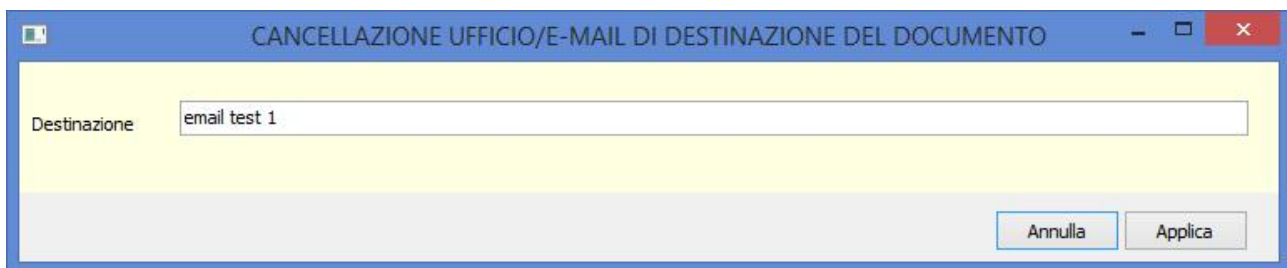 CANCELLAZIONE UFFICIO/E-MAIL DI DESTINAZIONE DEL DOCUMENTO
Destinazione email test 1
Annulla Applica